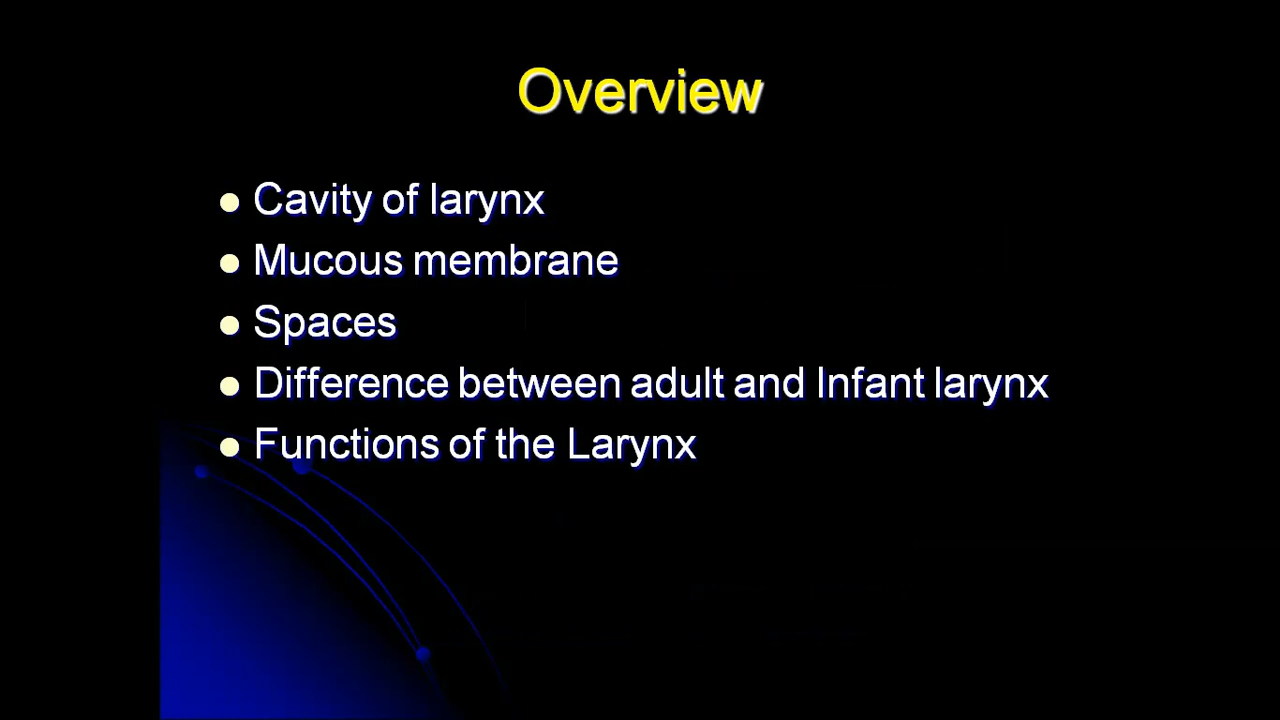 Overview
Cavity of larynx
Mucous membrane
Spaces
Difference between adult and Infant larynx
Functions of the Larynx